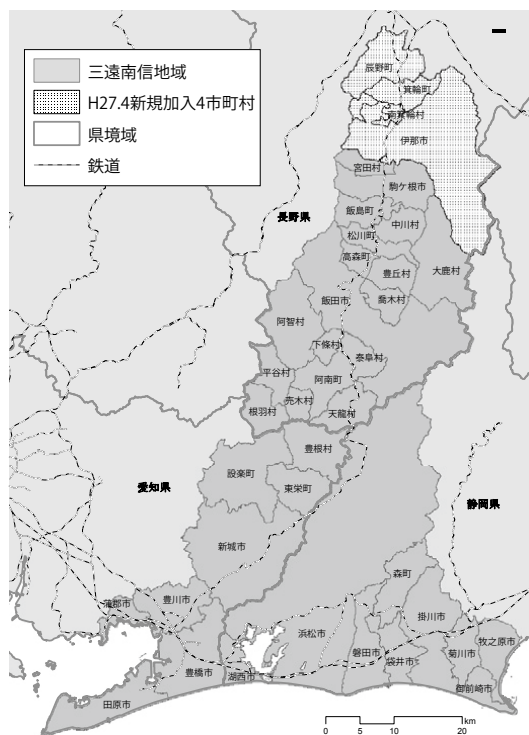 三遠南信地域
H27.4新規加入4市町村
県境域
鉄道
辰野町
箕輪町
南箕輪村
伊那市
宮田村
駒ケ根市
飯島町
中川村
長野県
松川町
高森町
豊丘村
大鹿村
飯田市
喬木村
阿智村
下條村
泰阜村
平谷村
阿南町
売木村
根羽村
天龍村
豊根村
設楽町
東栄町
愛知県
静岡県
新城市
森町
豊川市
蒲郡市
掛川市
浜松市
牧之原市
磐田市
袋井市
菊川市
豊橋市
湖西市
御前崎市
田原市
km
0 5 10 20